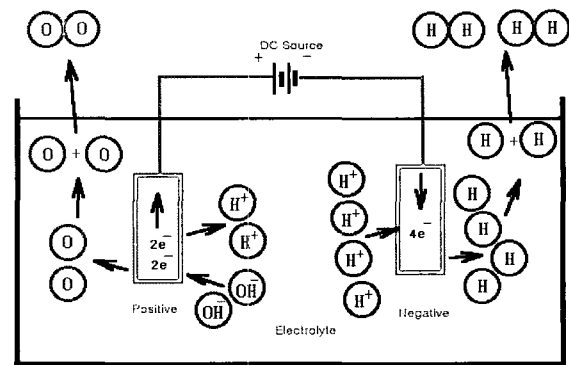 O O
H H H H
DC Source
+ −
O + O
H + H
H⁺
H⁺
H⁺
H⁺
H⁺
H⁺
2e⁻
2e⁻
4e⁻
H
H
H
H
O
O
OH⁻
OH⁻
Positive
Negative
Electrolyte